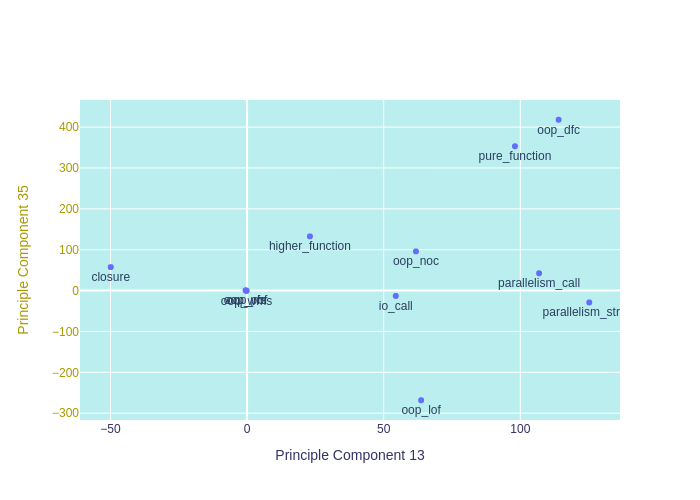 400
oop_dfc
pure_function
300
200
higher_function
100
oop_noc
closure
parallelism_call
0
io_call
parallelism_str
−100
−200
oop_lof
−300
−50
0
50
100
Principle Component 13
Principle Component 35